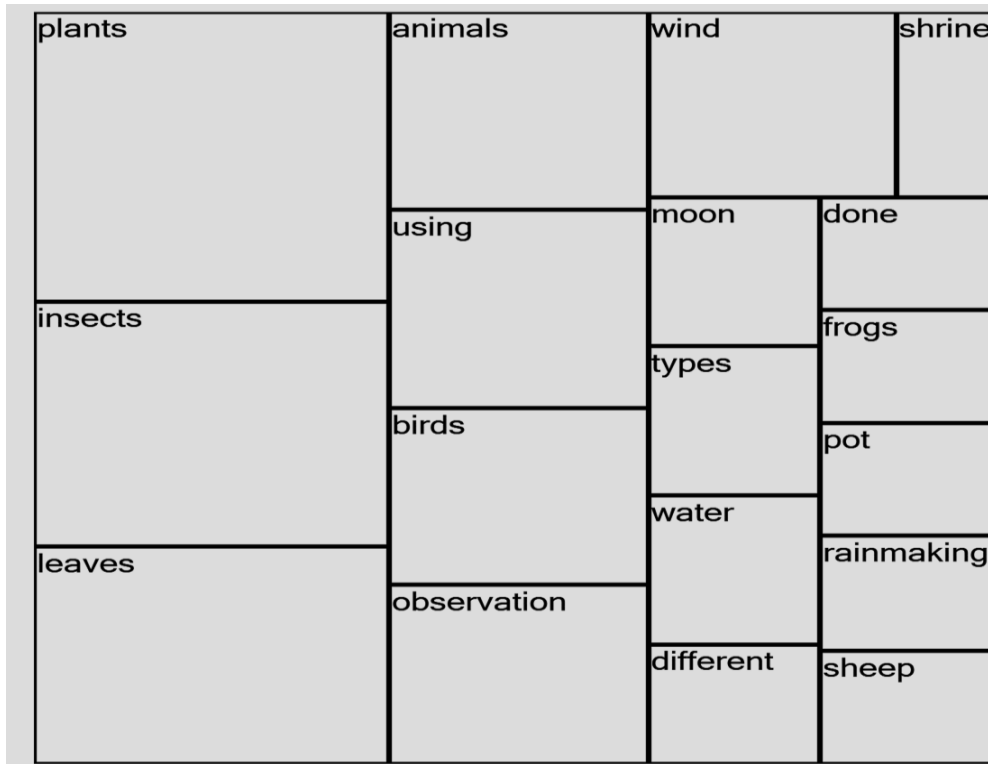 plants
insects
leaves
animals
using
birds
observation
wind
shrine
moon
types
water
different
done
frogs
pot
rainmaking
sheep